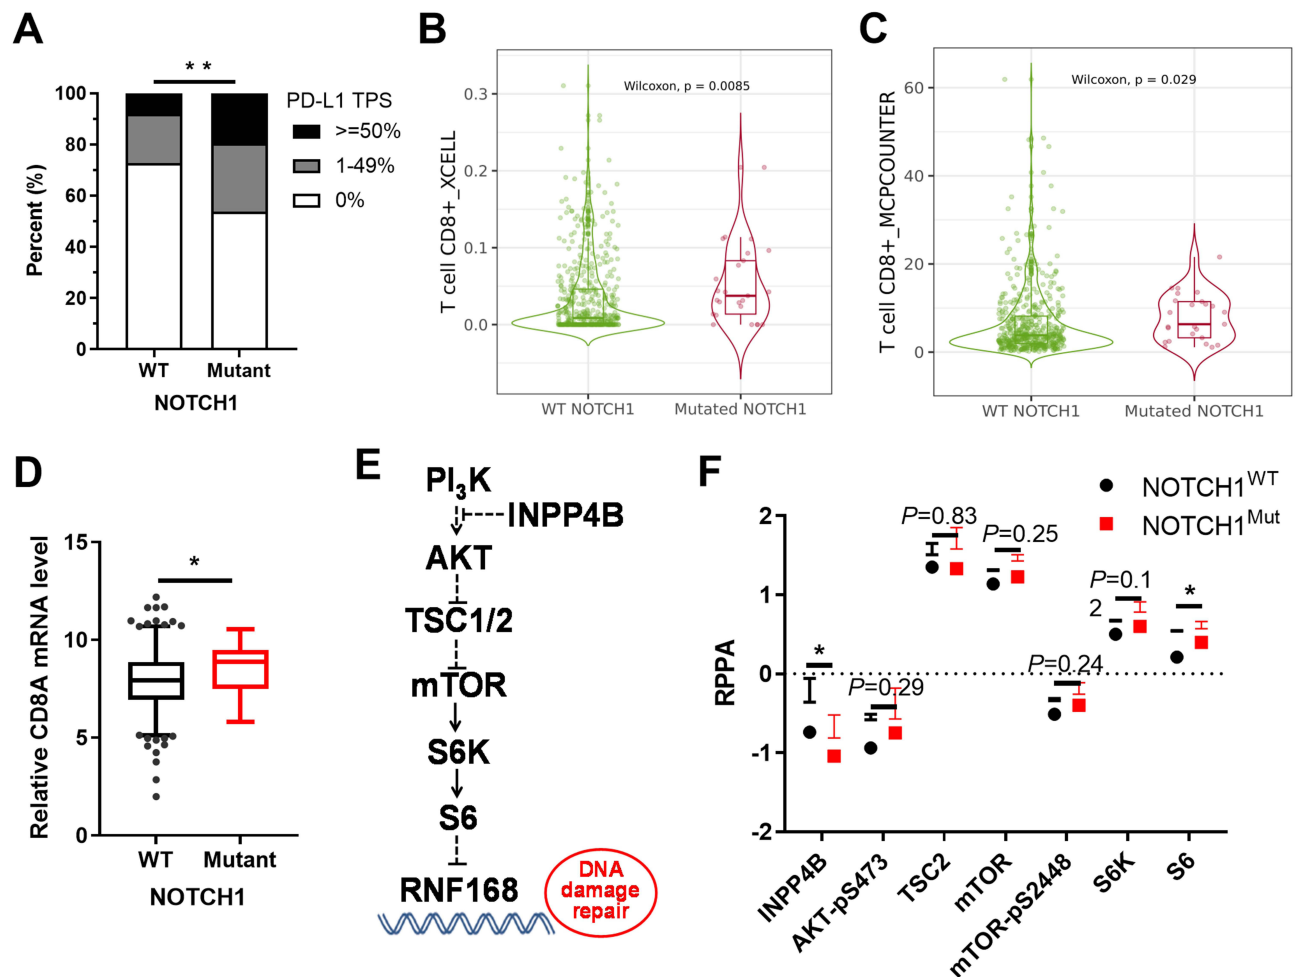 A
* *
PD-L1 TPS
>=50%
1-49%
0%
Percent (%)
100
80
60
40
20
0
WT
Mutant
NOTCH1
B
Wilcoxon, p = 0.0085
T cell CD8+_XCELL
0.3
0.2
0.1
0.0
WT NOTCH1
Mutated NOTCH1
C
Wilcoxon, p = 0.029
T cell CD8+_MCPCOUNTER
60
40
20
0
WT NOTCH1
Mutated NOTCH1
D
*
Relative CD8A mRNA level
15
10
5
0
WT
Mutant
NOTCH1
E
PI3K
INPP4B
AKT
TSC1/2
mTOR
S6K
S6
RNF168
DNA
damage
repair
F
NOTCH1WT
NOTCH1Mut
RPPA
2
1
0
-1
-2
*
P=0.29
P=0.83
P=0.25
P=0.24
P=0.1
2
*
INPP4B
AKT-pS473
TSC2
mTOR
mTOR-pS2448
S6K
S6